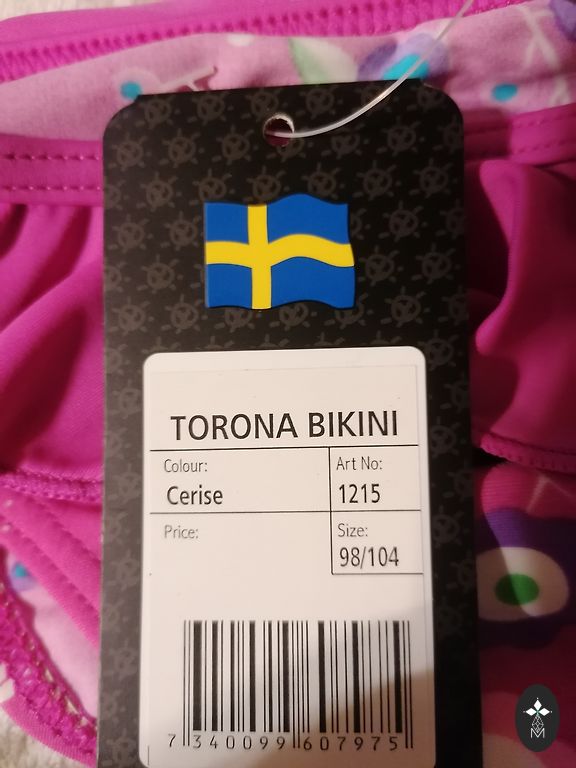 TORONA BIKINI
Colour:
Cerise
Art No:
1215
Price:
Size:
98/104
7 340099 607975
M